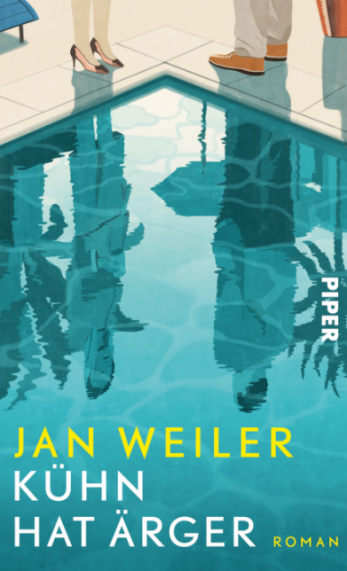 PIPER
JAN WEILER
KÜHN
HAT ÄRGER ROMAN